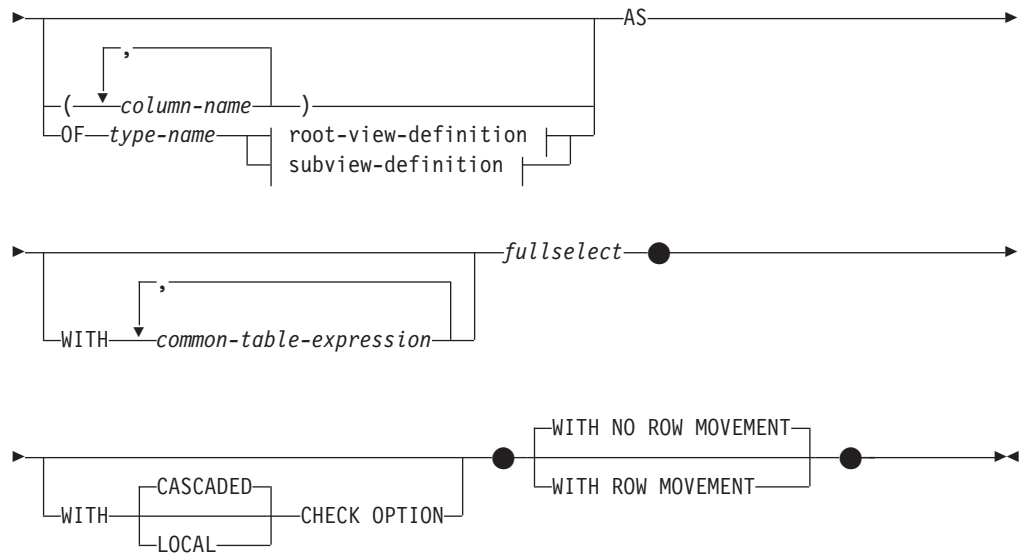 AS
,
( column-name )
OF type-name root-view-definition
subview-definition
fullselect
,
WITH common-table-expression
WITH NO ROW MOVEMENT
CASCADED WITH ROW MOVEMENT
WITH CHECK OPTION
LOCAL